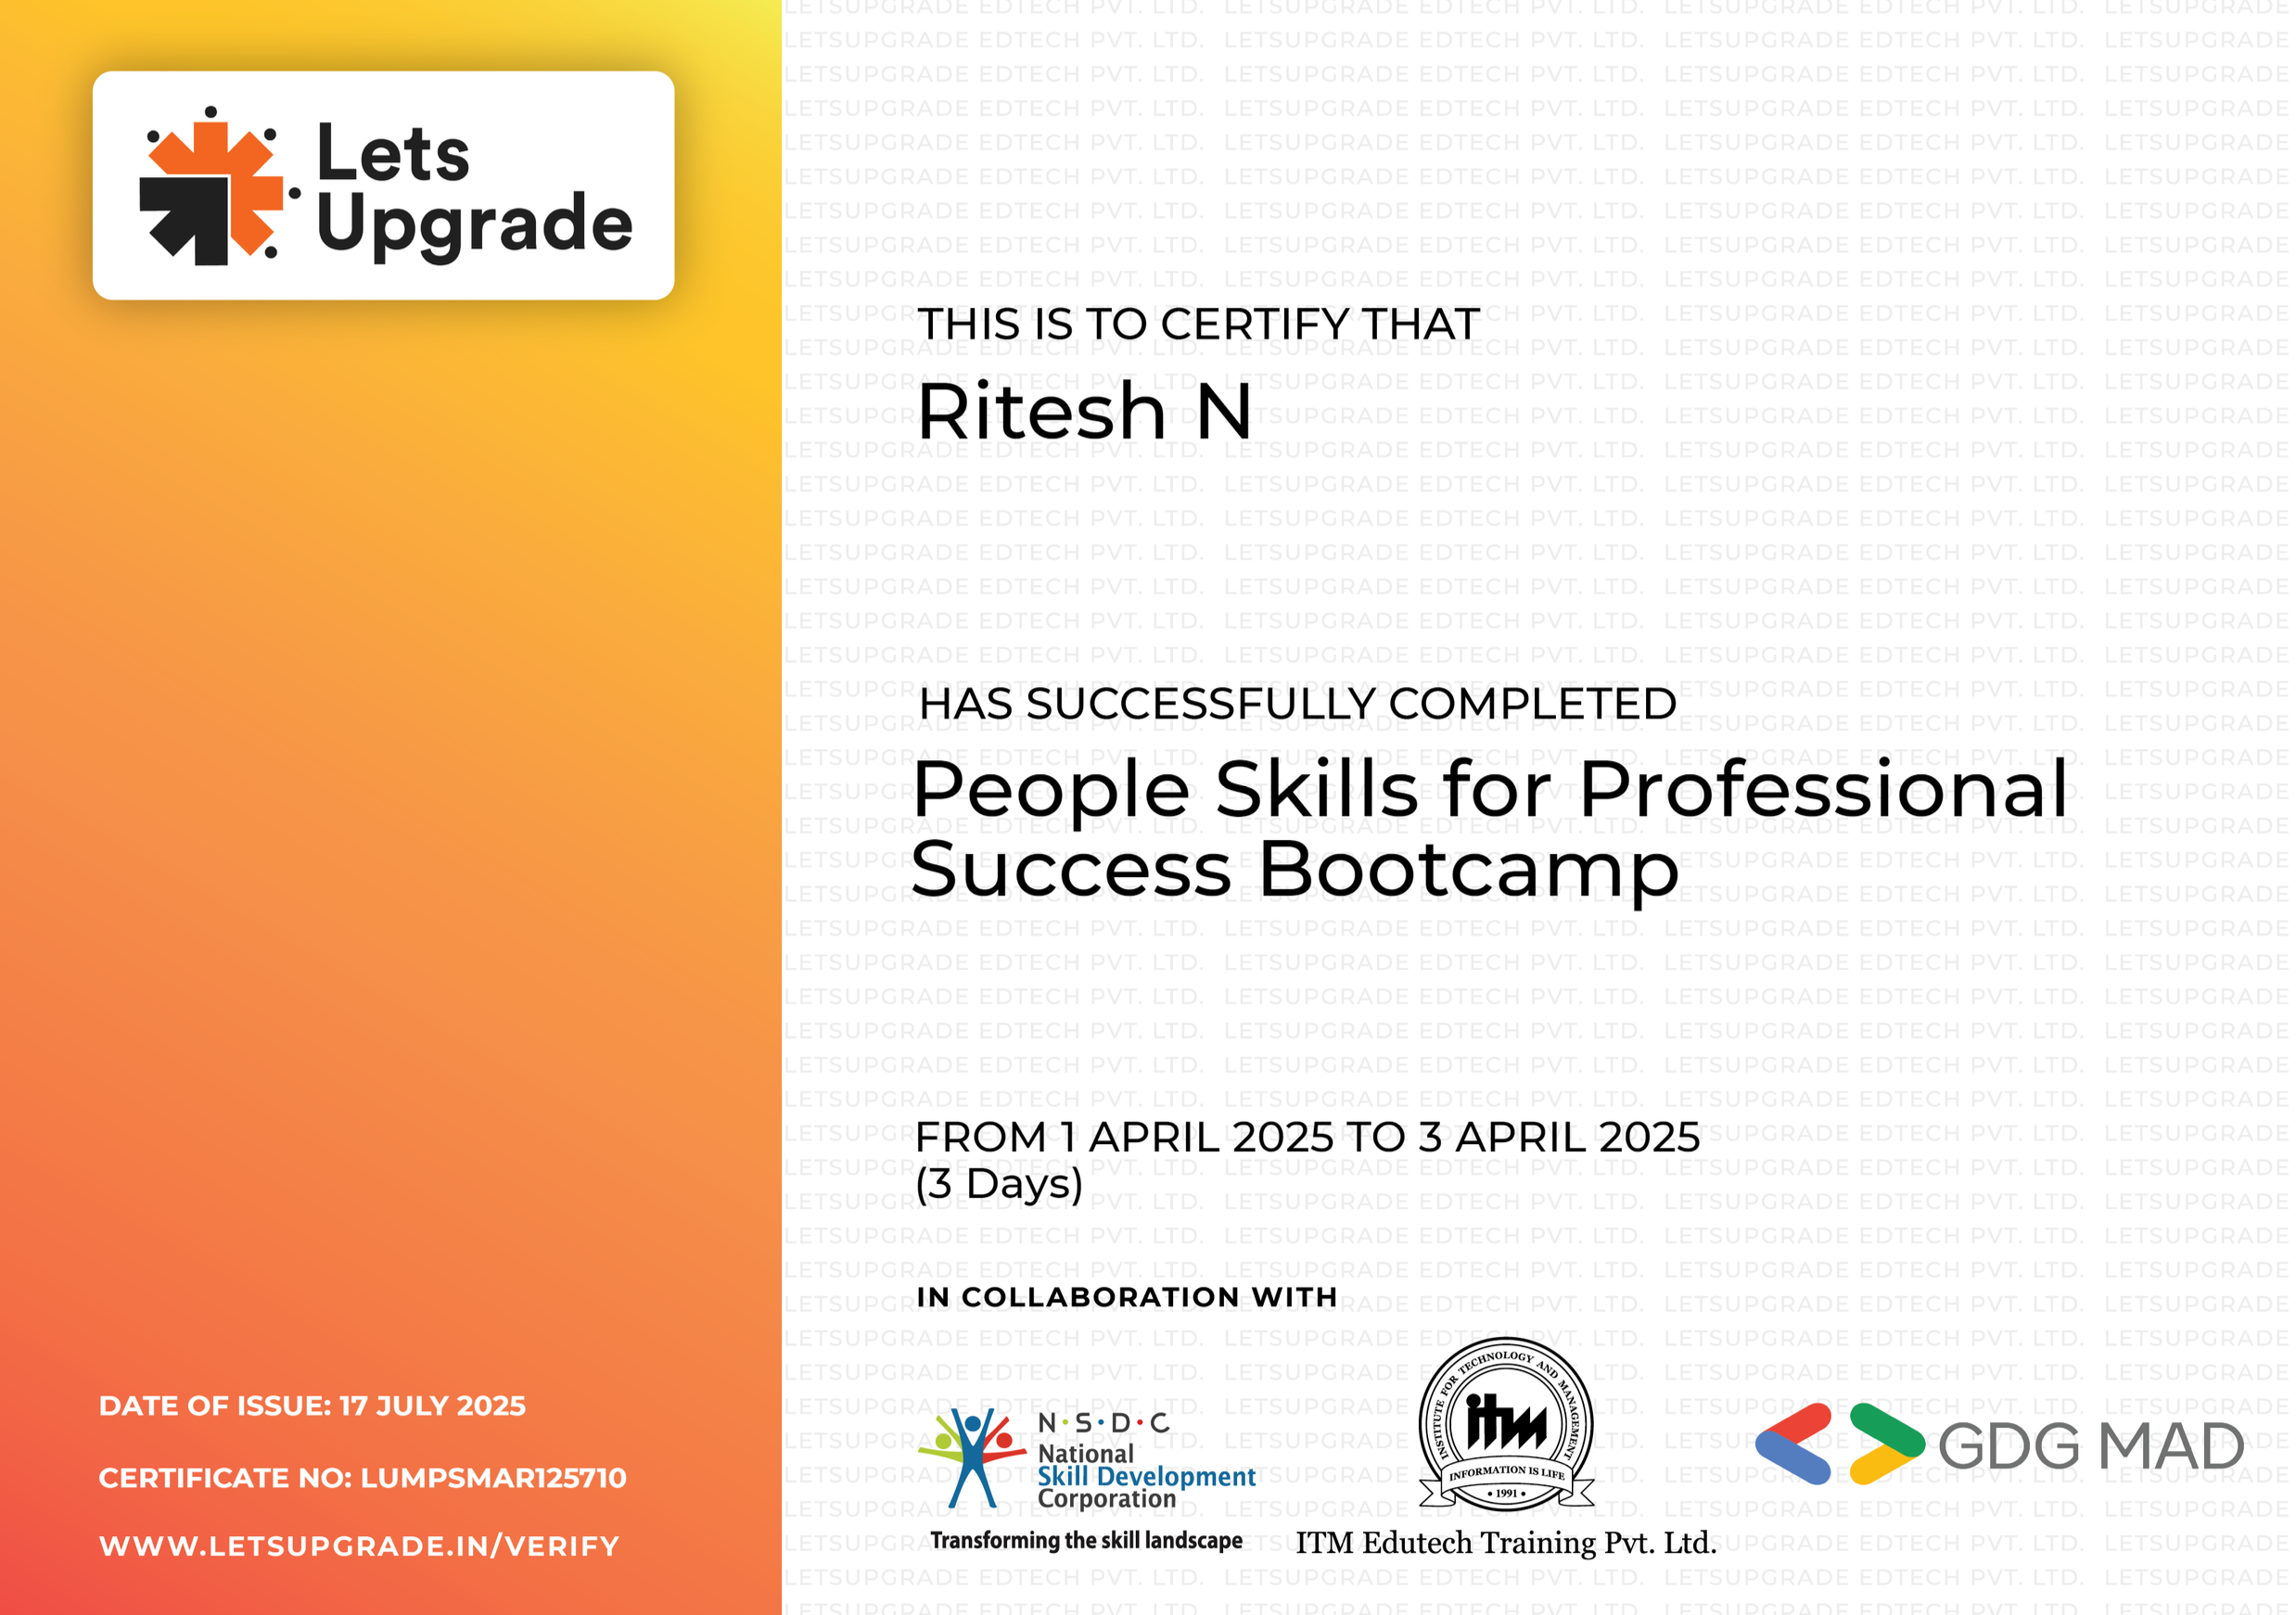 Lets
Upgrade
THIS IS TO CERTIFY THAT
Ritesh N
HAS SUCCESSFULLY COMPLETED
People Skills for Professional
Success Bootcamp
FROM 1 APRIL 2025 TO 3 APRIL 2025
(3 Days)
IN COLLABORATION WITH
N·S·D·C
National
Skill Development
Corporation
Transforming the skill landscape
INSTITUTE FOR TECHNOLOGY AND MANAGEMENT
itm
INFORMATION IS LIFE
• 1991 •
ITM Edutech Training Pvt. Ltd.
GDG MAD
DATE OF ISSUE: 17 JULY 2025
CERTIFICATE NO: LUMPSMAR125710
WWW.LETSUPGRADE.IN/VERIFY
LETSUPGRADE EDTECH PVT. LTD.